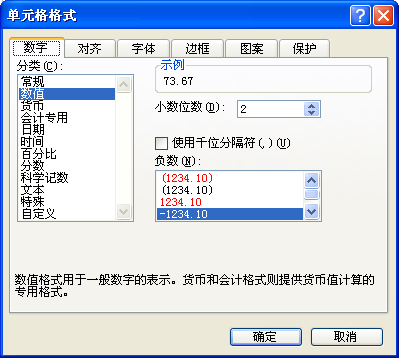 单元格格式
数字 对齐 字体 边框 图案 保护
分类(C):
常规
数值
货币
会计专用
日期
时间
百分比
分数
科学记数
文本
特殊
自定义
示例
73.67
小数位数(D): 2
使用千位分隔符(,)(U)
负数(N):
(1234.10)
(1234.10)
1234.10
-1234.10
数值格式用于一般数字的表示。货币和会计格式则提供货币值计算的
专用格式。
确定 取消